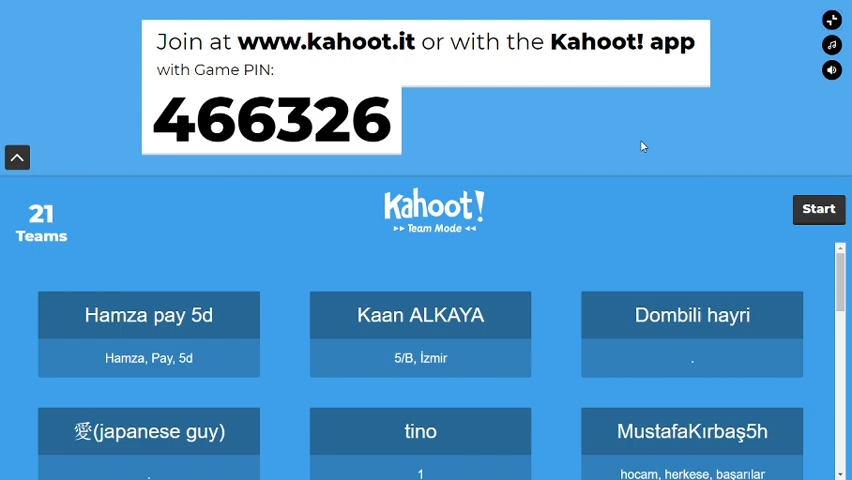 Join at www.kahoot.it or with the Kahoot! app
with Game PIN:
466326
21
Teams
Kahoot!
Team Mode
Start
Hamza pay 5d
Hamza, Pay, 5d
Kaan ALKAYA
5/B, İzmir
Dombili hayri
.
愛(japanese guy)
.
tino
1
MustafaKırbaş5h
hocam, herkese, başarılar